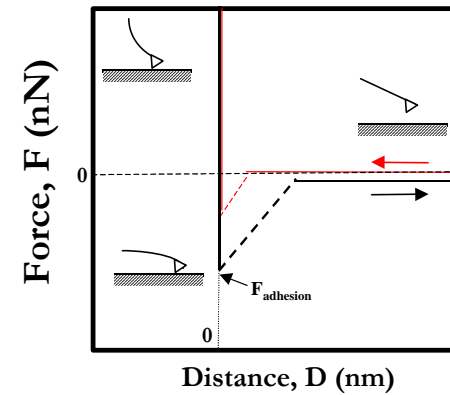 Force, F (nN)
0
F adhesion
0
Distance, D (nm)